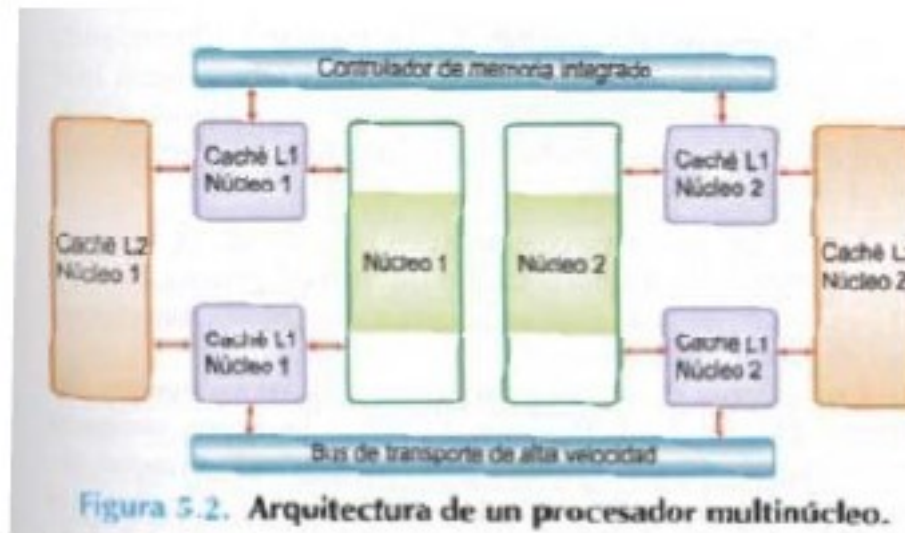 Controlador de memoria integrado
Caché L1
Núcleo 1
Caché L1
Núcleo 2
Caché L2
Núcleo 1
Núcleo 1
Núcleo 2
Caché L
Núcleo 2
Caché L1
Núcleo 1
Caché L1
Núcleo 2
Bus de transporte de alta velocidad
Figura 5.2. Arquitectura de un procesador multinúcleo.